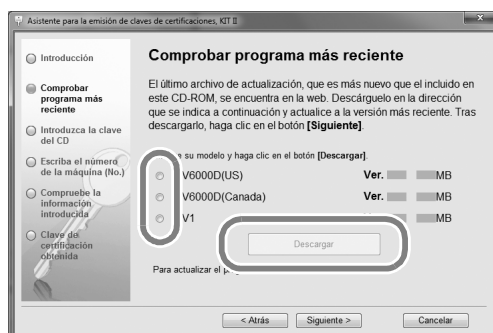 Asistente para la emisión de claves de certificaciones, KIT II
Introducción
Comprobar
programa más
reciente
Introduzca la clave
del CD
Escriba el número
de la máquina (No.)
Compruebe la
información
introducida
Clave de
certificación
obtenida
Comprobar programa más reciente
El último archivo de actualización, que es más nuevo que el incluido en
este CD-ROM, se encuentra en la web. Descárguelo en la dirección
que se indica a continuación y actualice a la versión más reciente. Tras
descargarlo, haga clic en el botón [Siguiente].
su modelo y haga clic en el botón [Descargar].
V6000D(US) Ver. MB
V6000D(Canada) Ver. MB
V1 MB
Descargar
Para actualizar el
< Atrás Siguiente > Cancelar